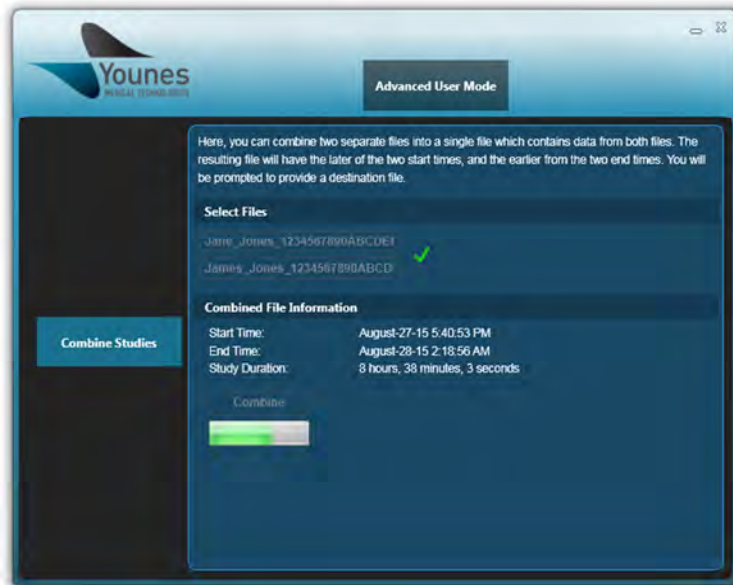 Younes
MEDICAL TECHNOLOGIES
Advanced User Mode
Here, you can combine two separate files into a single file which contains data from both files. The
resulting file will have the later of the two start times, and the earlier from the two end times. You will
be prompted to provide a destination file.
Select Files
Jane_Jones_1234567890ABCDEF
James_Jones_1234567890ABCD
Combined File Information
Start Time: August-27-15 5:40:53 PM
End Time: August-28-15 2:18:56 AM
Study Duration: 8 hours, 38 minutes, 3 seconds
Combine Studies
Combine